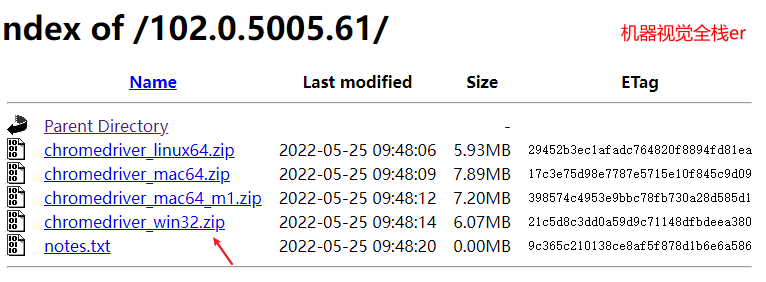 ndex of /102.0.5005.61/
机器视觉全栈er
Name Last modified Size ETag
Parent Directory -
chromedriver_linux64.zip 2022-05-25 09:48:06 5.93MB 29452b3ec1afadc764820f8894fd81ea
chromedriver_mac64.zip 2022-05-25 09:48:09 7.89MB 17c3e75d98e7787e5715e10f845c9d09
chromedriver_mac64_m1.zip 2022-05-25 09:48:12 7.20MB 398574c4953e9bbc78fb730a28d585d1
chromedriver_win32.zip 2022-05-25 09:48:14 6.07MB 21c5d8c3dd0a59d9c71148dfbdeea380
notes.txt 2022-05-25 09:48:20 0.00MB 9c365c210138ce8af5f878d1b6e6a586